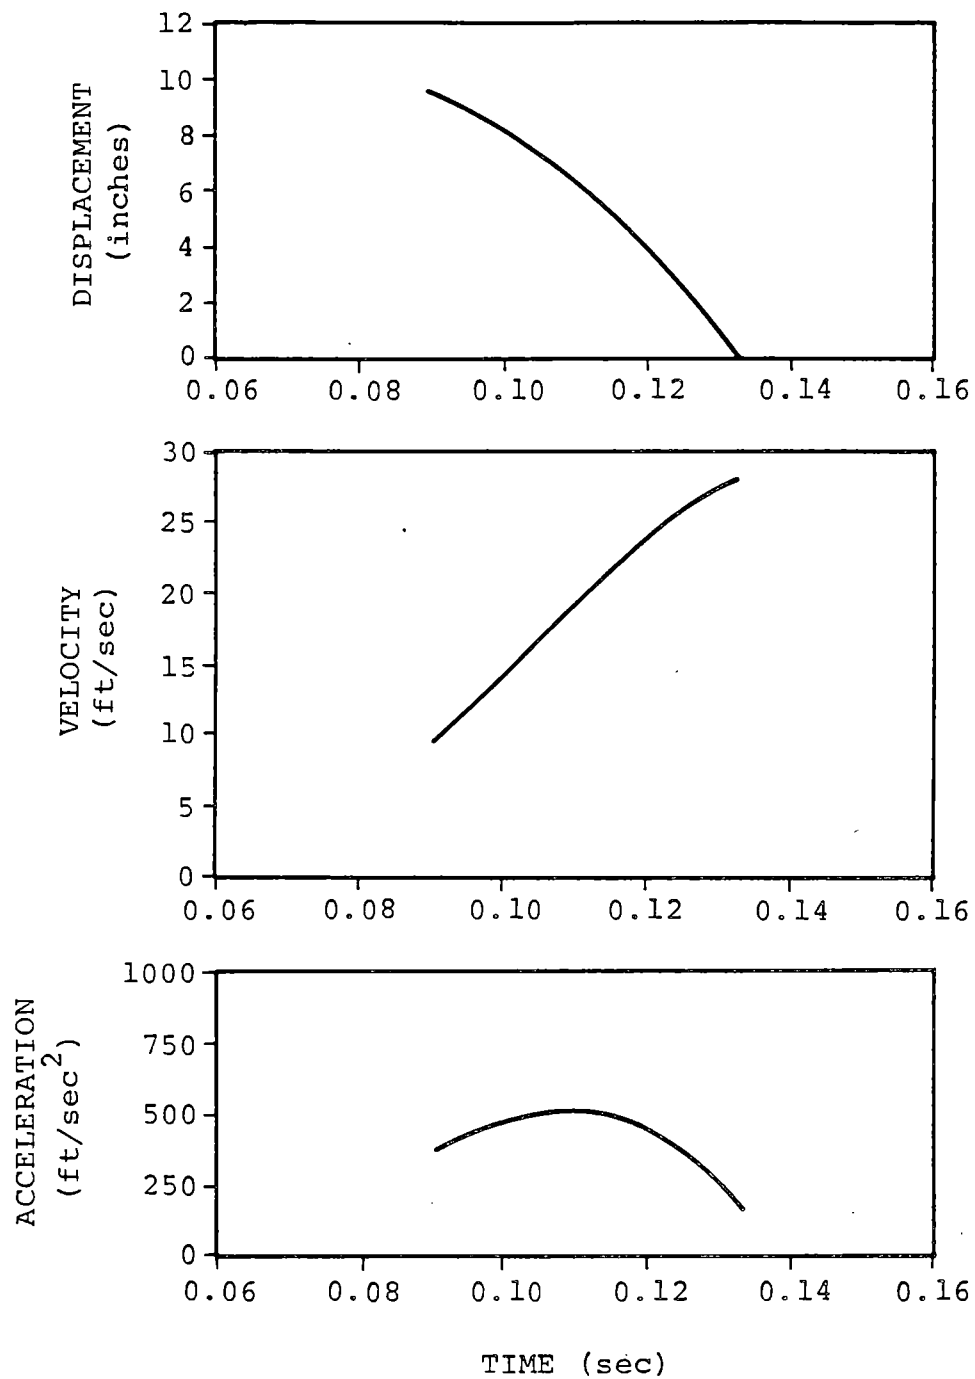 DISPLACEMENT
(inches)
12
10
8
6
4
2
0
0.06 0.08 0.10 0.12 0.14 0.16
VELOCITY
(ft/sec)
30
25
20
15
10
5
0
0.06 0.08 0.10 0.12 0.14 0.16
ACCELERATION
(ft/sec²)
1000
750
500
250
0
0.06 0.08 0.10 0.12 0.14 0.16
TIME (sec)